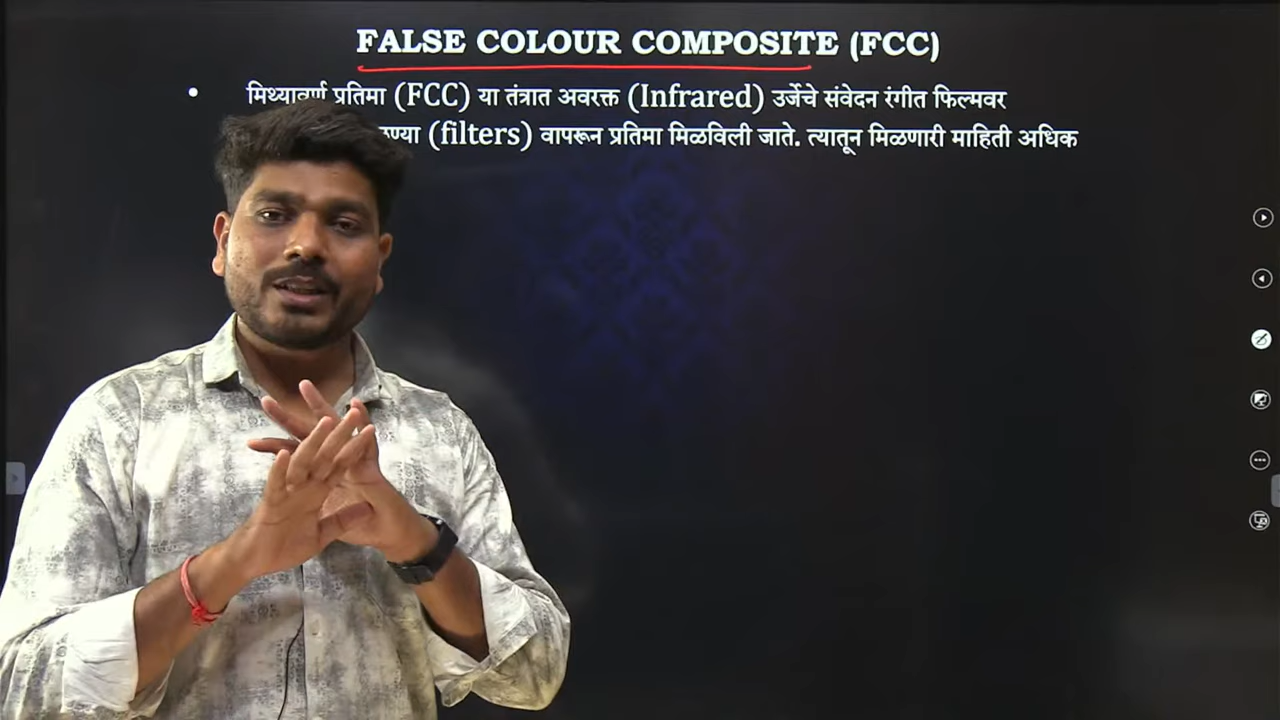 FALSE COLOUR COMPOSITE (FCC)
• मिथ्यावर्ण प्रतिमा (FCC) या तंत्रात अवरक्त (Infrared) उर्जेचे संवेदन रंगीत फिल्मवर
(filters) वापरून प्रतिमा मिळविली जाते. त्यातून मिळणारी माहिती अधिक